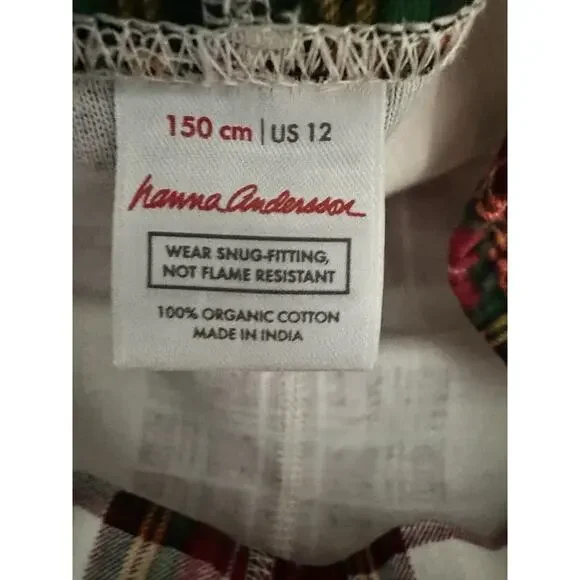 150 cm | US 12
hanna Andersson
WEAR SNUG-FITTING,
NOT FLAME RESISTANT
100% ORGANIC COTTON
MADE IN INDIA